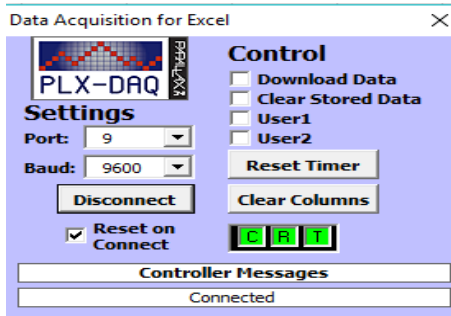 Data Acquisition for Excel
PLX-DAQ
PARALLAX
Settings
Port: 9
Baud: 9600
Disconnect
Reset on
Connect
Control
Download Data
Clear Stored Data
User1
User2
Reset Timer
Clear Columns
C R T
Controller Messages
Connected